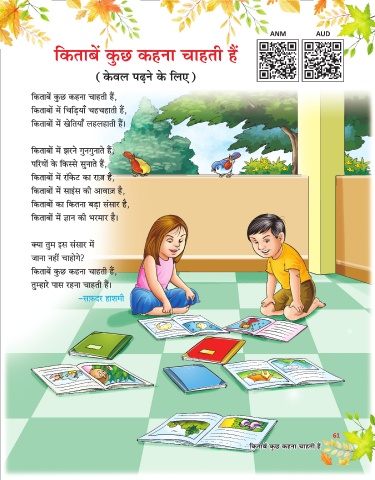 ANM AUD
किताबें कुछ कहना चाहती हैं
( केवल पढ़ने के लिए )
किताबें कुछ कहना चाहती हैं,
किताबों में चिड़ियाँ चहचहाती हैं,
किताबों में खेतियाँ लहलहाती हैं।
किताबों में झरने गुनगुनाते हैं,
परियों के किस्से सुनाते हैं,
किताबों में रॉकेट का राज़ है,
किताबों में साइंस की आवाज़ है,
किताबों का कितना बड़ा संसार है,
किताबों में ज्ञान की भरमार है।
क्या तुम इस संसार में
जाना नहीं चाहोगे?
किताबें कुछ कहना चाहती हैं,
तुम्हारे पास रहना चाहती हैं।
–सफ़दर हाशमी
61
किताबें कुछ कहना चाहती हैं